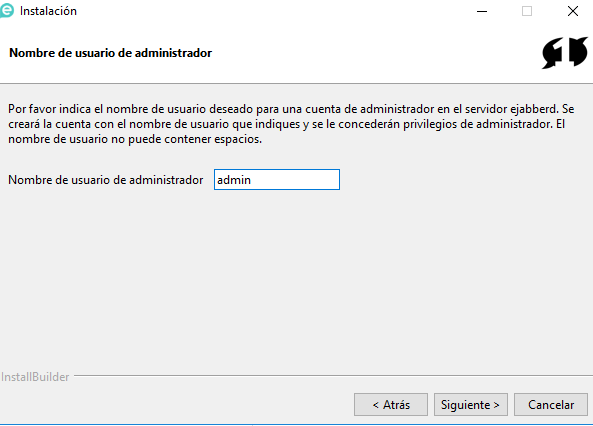 Instalación
Nombre de usuario de administrador
Por favor indica el nombre de usuario deseado para una cuenta de administrador en el servidor ejabberd. Se
creará la cuenta con el nombre de usuario que indiques y se le concederán privilegios de administrador. El
nombre de usuario no puede contener espacios.
Nombre de usuario de administrador admin
InstallBuilder
< Atrás Siguiente > Cancelar